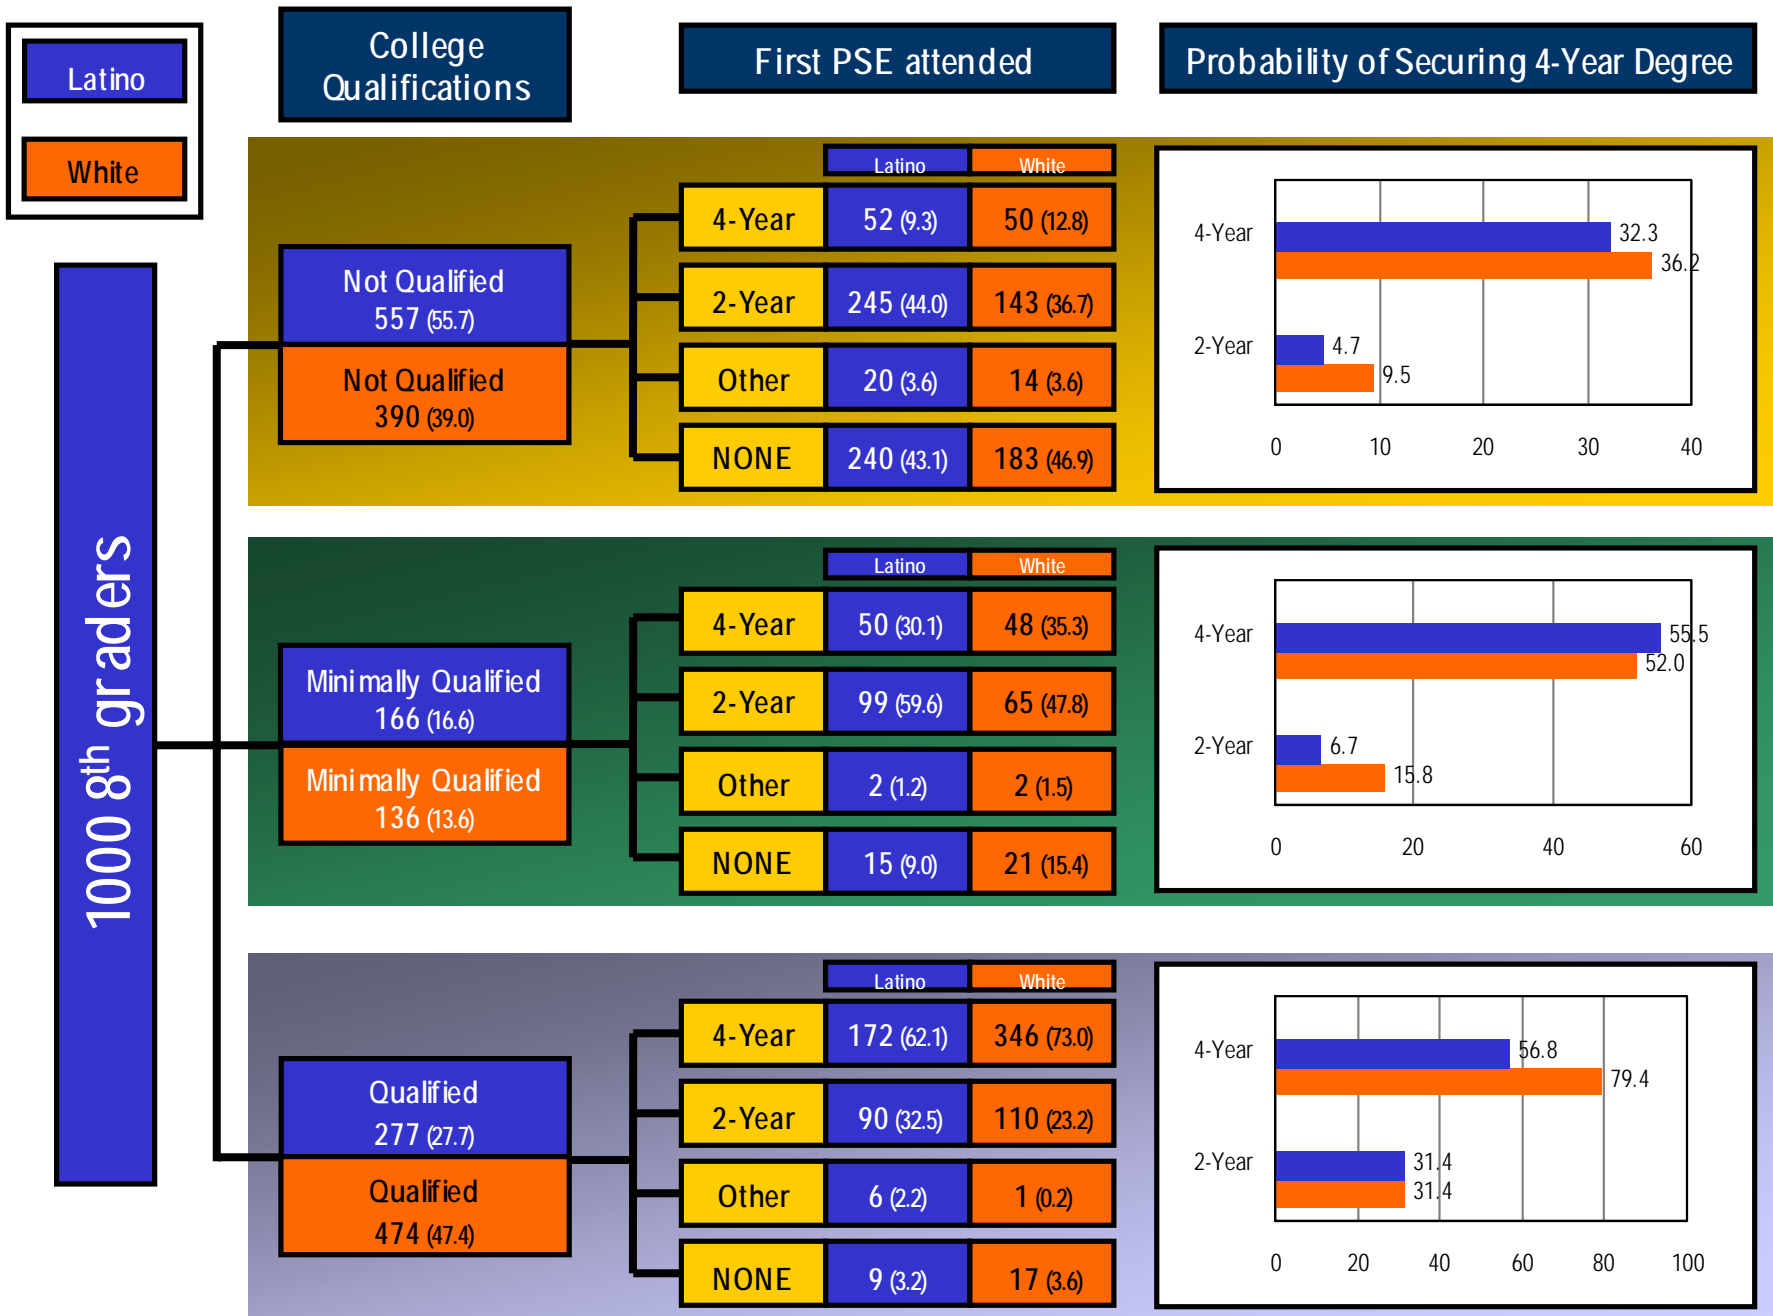 Latino
White
College
Qualifications
First PSE attended
Probability of Securing 4-Year Degree
1000 8th graders
Not Qualified
557 (55.7)
Not Qualified
390 (39.0)
Latino White
4-Year 52 (9.3) 50 (12.8)
2-Year 245 (44.0) 143 (36.7)
Other 20 (3.6) 14 (3.6)
NONE 240 (43.1) 183 (46.9)
4-Year 32.3
36.2
2-Year 4.7
9.5
0 10 20 30 40
Minimally Qualified
166 (16.6)
Minimally Qualified
136 (13.6)
Latino White
4-Year 50 (30.1) 48 (35.3)
2-Year 99 (59.6) 65 (47.8)
Other 2 (1.2) 2 (1.5)
NONE 15 (9.0) 21 (15.4)
4-Year 55.5
52.0
2-Year 6.7
15.8
0 20 40 60
Qualified
277 (27.7)
Qualified
474 (47.4)
Latino White
4-Year 172 (62.1) 346 (73.0)
2-Year 90 (32.5) 110 (23.2)
Other 6 (2.2) 1 (0.2)
NONE 9 (3.2) 17 (3.6)
4-Year 56.8
79.4
2-Year 31.4
31.4
0 20 40 60 80 100